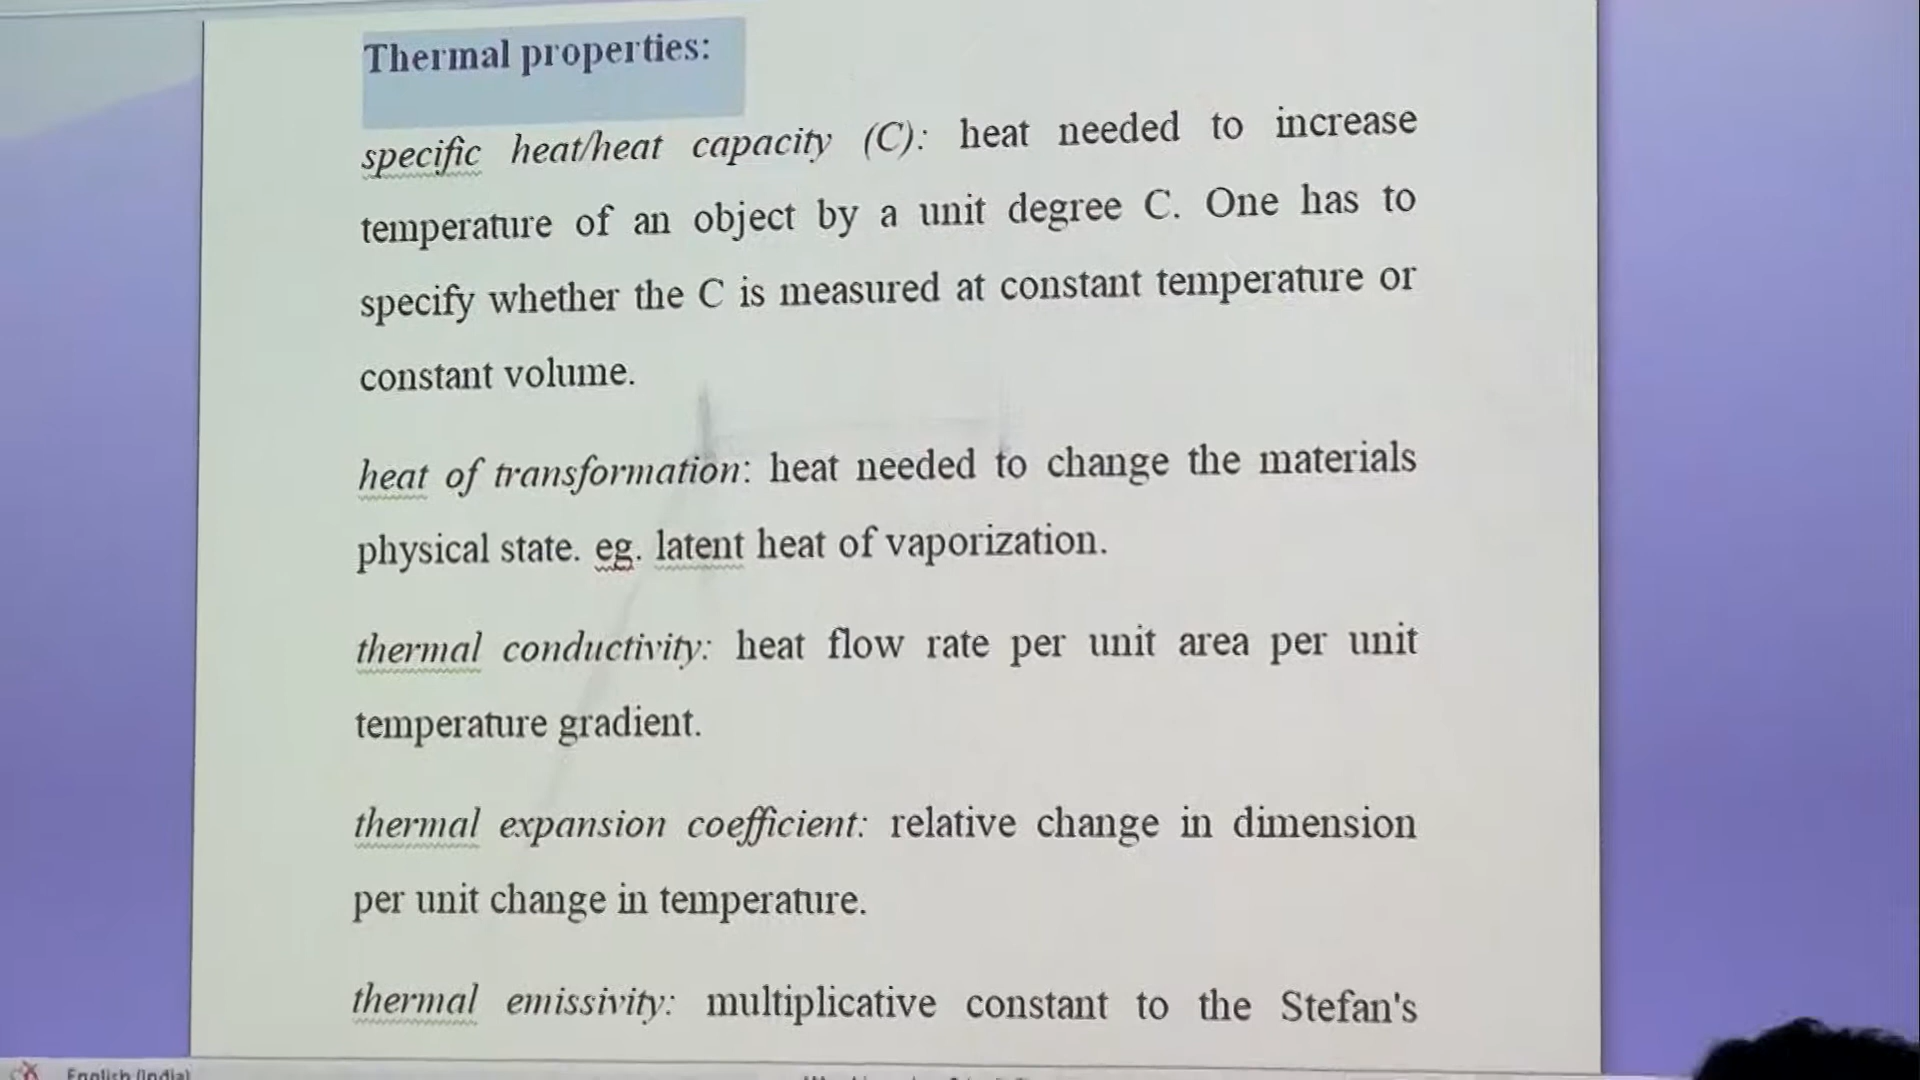 Thermal properties:
specific heat/heat capacity (C): heat needed to increase
temperature of an object by a unit degree C. One has to
specify whether the C is measured at constant temperature or
constant volume.
heat of transformation: heat needed to change the materials
physical state. eg. latent heat of vaporization.
thermal conductivity: heat flow rate per unit area per unit
temperature gradient.
thermal expansion coefficient: relative change in dimension
per unit change in temperature.
thermal emissivity: multiplicative constant to the Stefan's
English (India)